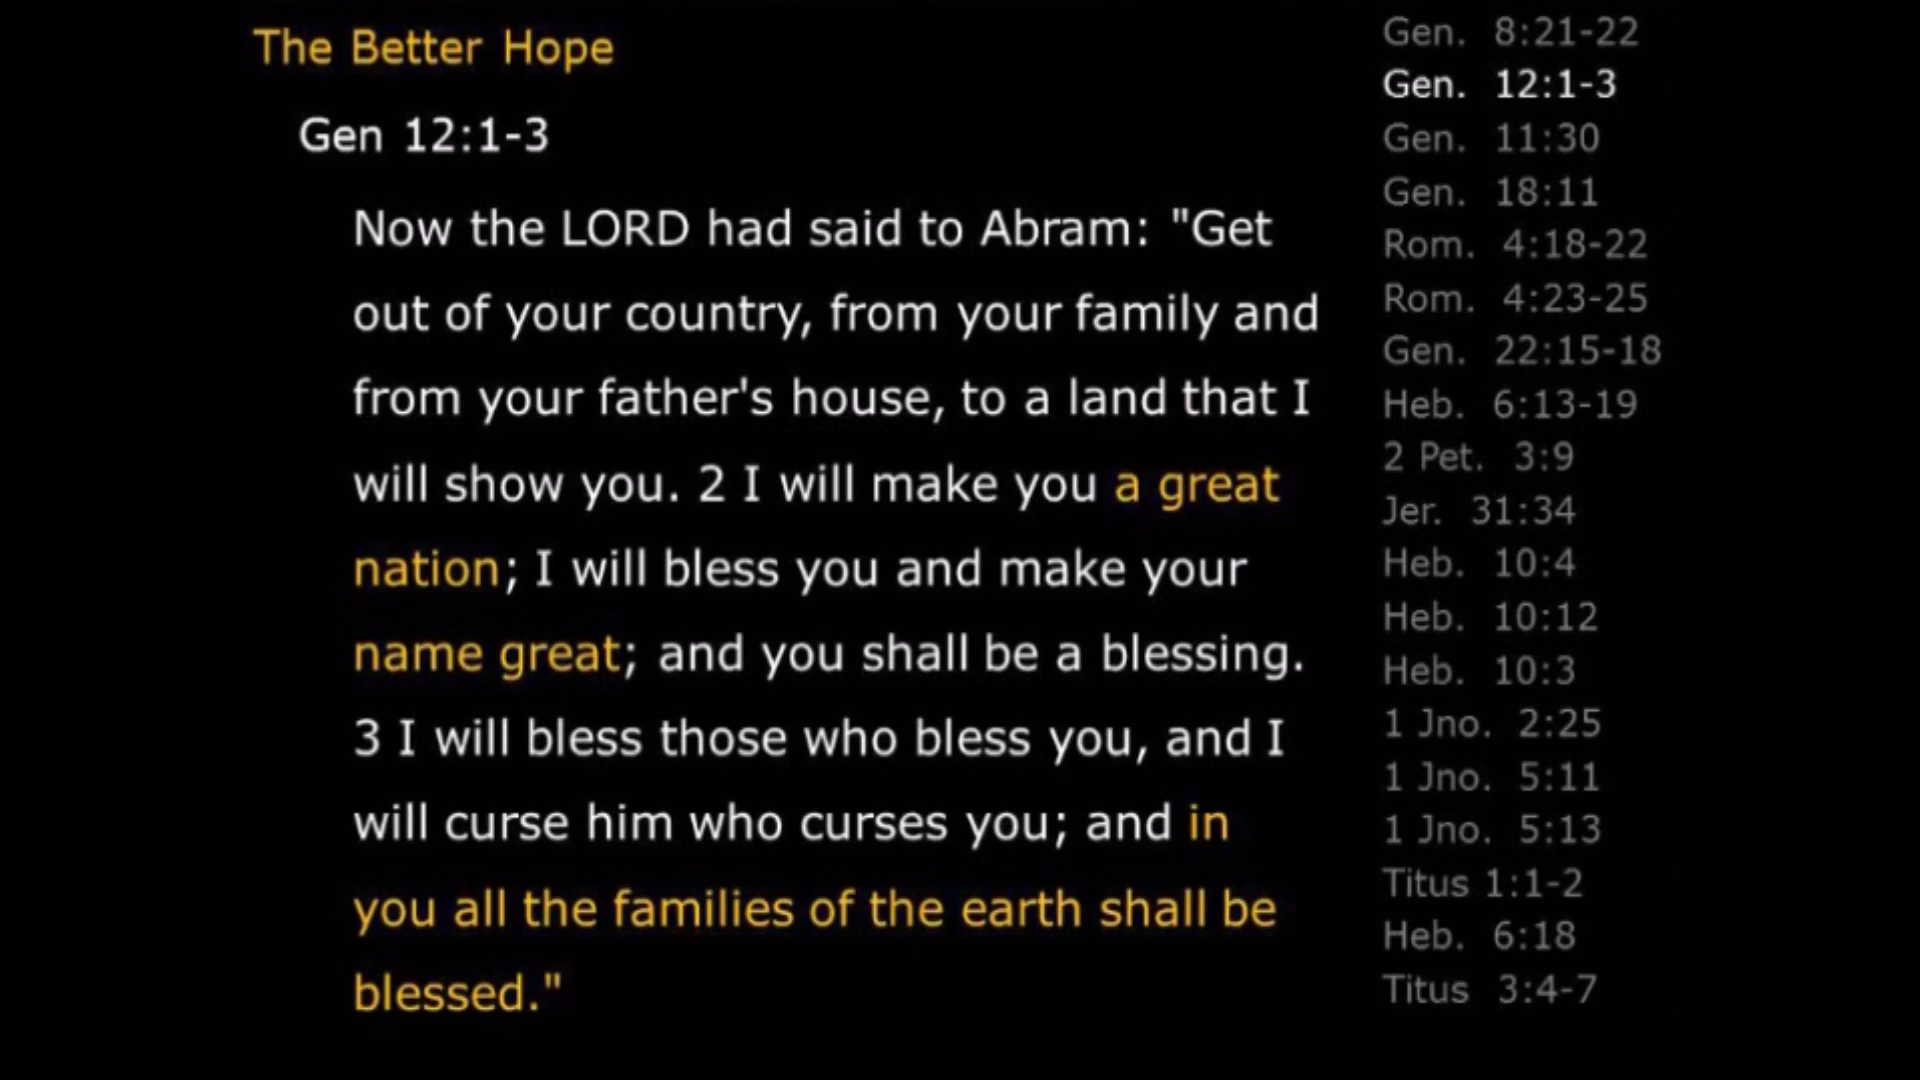 The Better Hope
Gen 12:1-3
Now the LORD had said to Abram: "Get
out of your country, from your family and
from your father's house, to a land that I
will show you. 2 I will make you a great
nation; I will bless you and make your
name great; and you shall be a blessing.
3 I will bless those who bless you, and I
will curse him who curses you; and in
you all the families of the earth shall be
blessed."
Gen. 8:21-22
Gen. 12:1-3
Gen. 11:30
Gen. 18:11
Rom. 4:18-22
Rom. 4:23-25
Gen. 22:15-18
Heb. 6:13-19
2 Pet. 3:9
Jer. 31:34
Heb. 10:4
Heb. 10:12
Heb. 10:3
1 Jno. 2:25
1 Jno. 5:11
1 Jno. 5:13
Titus 1:1-2
Heb. 6:18
Titus 3:4-7